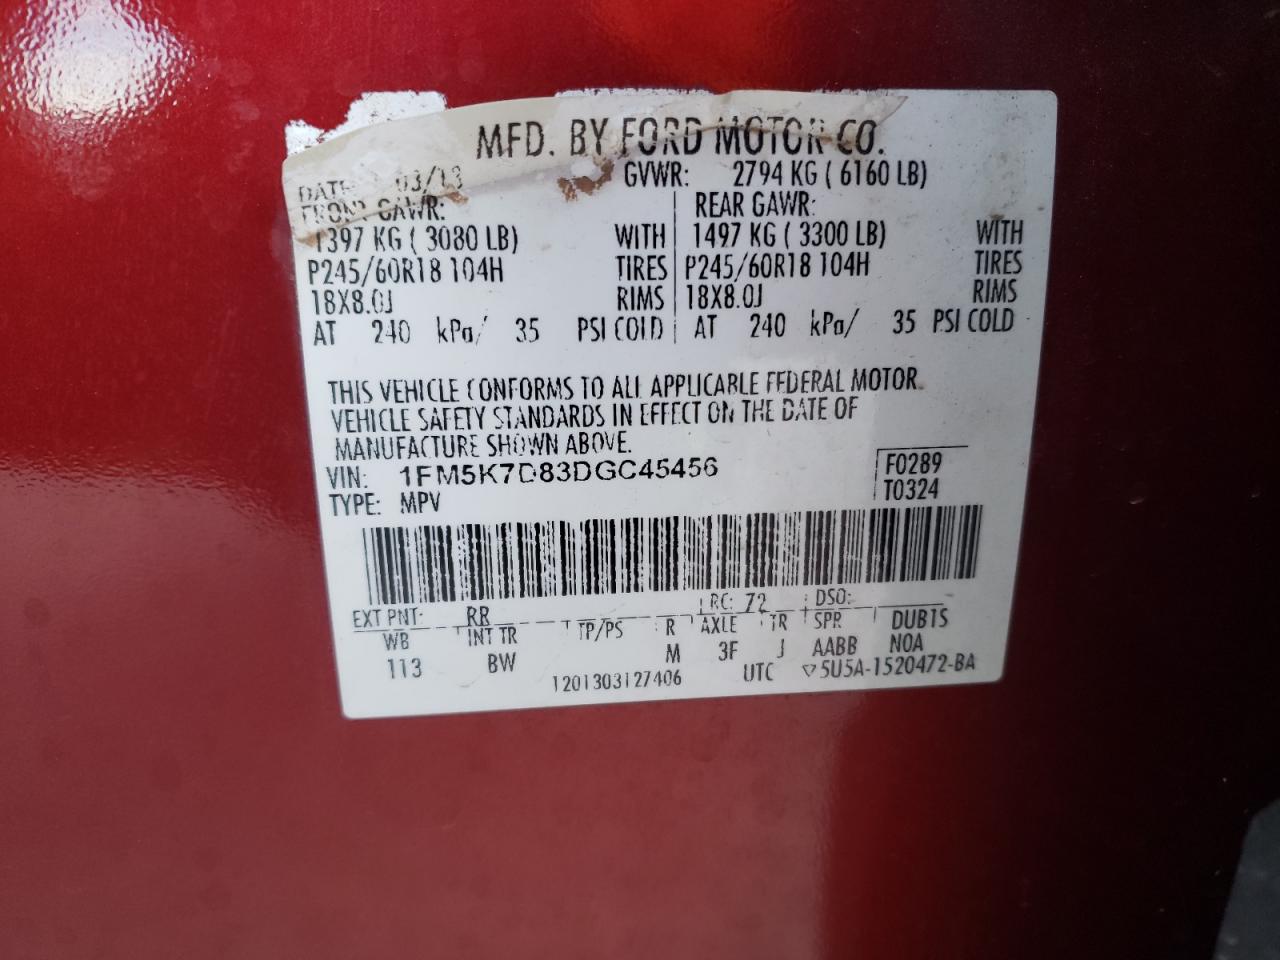 MFD. BY FORD MOTOR CO.
DATE: 03/13 GVWR: 2794 KG ( 6160 LB)
FRONT GAWR: REAR GAWR:
1397 KG ( 3080 LB) WITH 1497 KG ( 3300 LB) WITH
P245/60R18 104H TIRES P245/60R18 104H TIRES
18X8.0J RIMS 18X8.0J RIMS
AT 240 kPa/ 35 PSI COLD AT 240 kPa/ 35 PSI COLD
THIS VEHICLE CONFORMS TO ALL APPLICABLE FEDERAL MOTOR
VEHICLE SAFETY STANDARDS IN EFFECT ON THE DATE OF
MANUFACTURE SHOWN ABOVE.
VIN: 1FM5K7D83DGC45456 F0289
TYPE: MPV T0324
EXT PNT: RR RC: 72 DSO:
WB INT TR TP/PS R AXLE TR SPR DUB1S
113 BW M 3F J AABB NOA
1201303127406 UTC ▽5U5A-1520472-BA